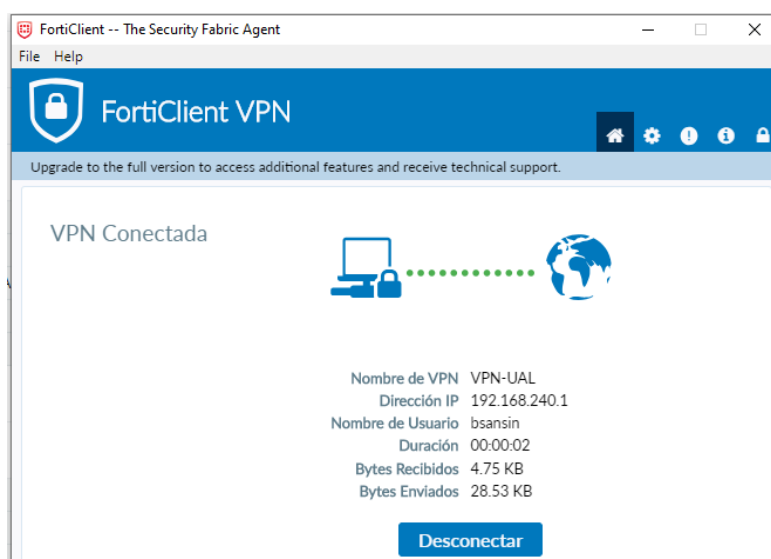 FortiClient -- The Security Fabric Agent
File Help
FortiClient VPN
Upgrade to the full version to access additional features and receive technical support.
VPN Conectada
Nombre de VPN VPN-UAL
Dirección IP 192.168.240.1
Nombre de Usuario bsansin
Duración 00:00:02
Bytes Recibidos 4.75 KB
Bytes Enviados 28.53 KB
Desconectar